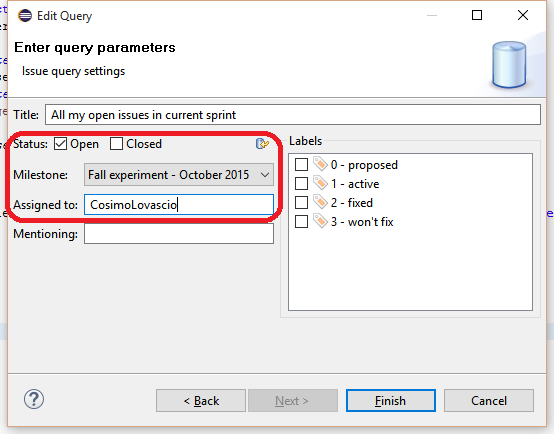 Edit Query
Enter query parameters
Issue query settings
Title: All my open issues in current sprint
Status: Open Closed
Milestone: Fall experiment - October 2015
Assigned to: CosimoLovascio
Mentioning:
Labels
0 - proposed
1 - active
2 - fixed
3 - won't fix
? < Back Next > Finish Cancel